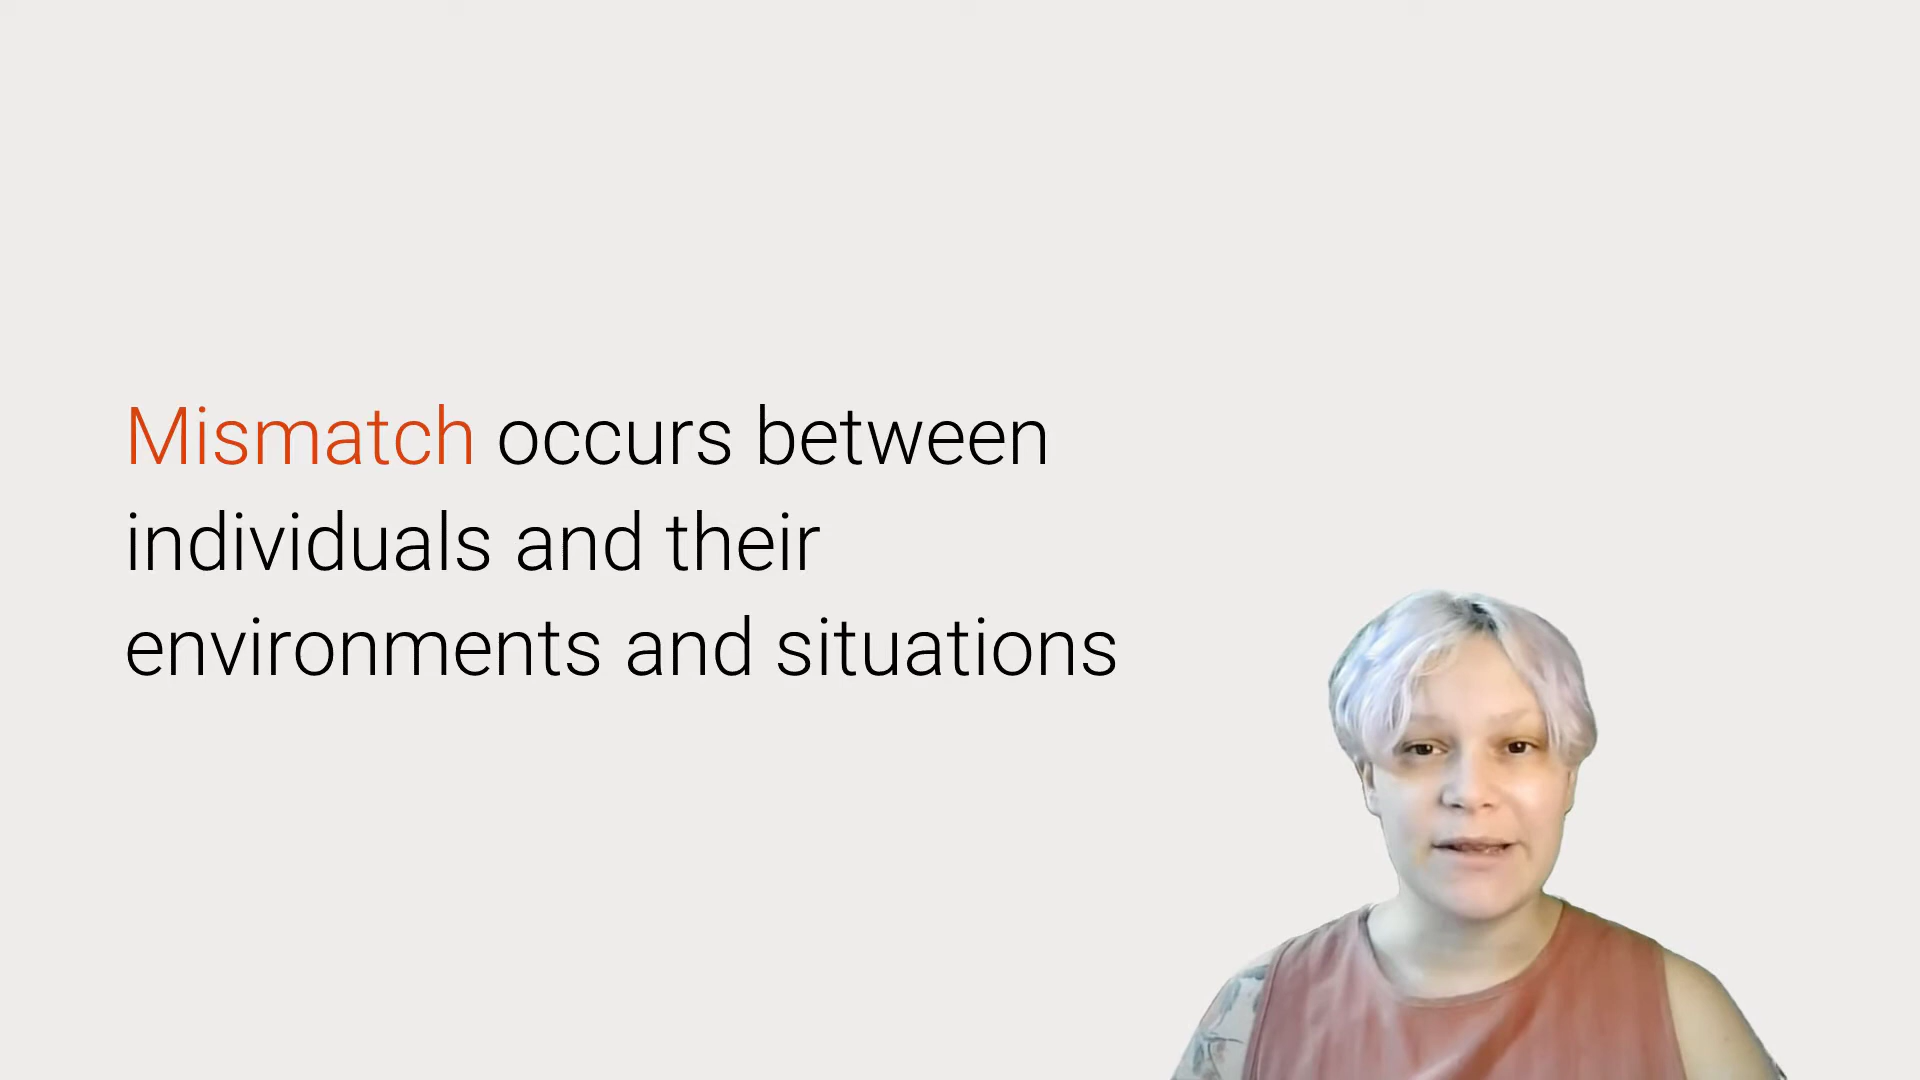 Mismatch occurs between
individuals and their
environments and situations